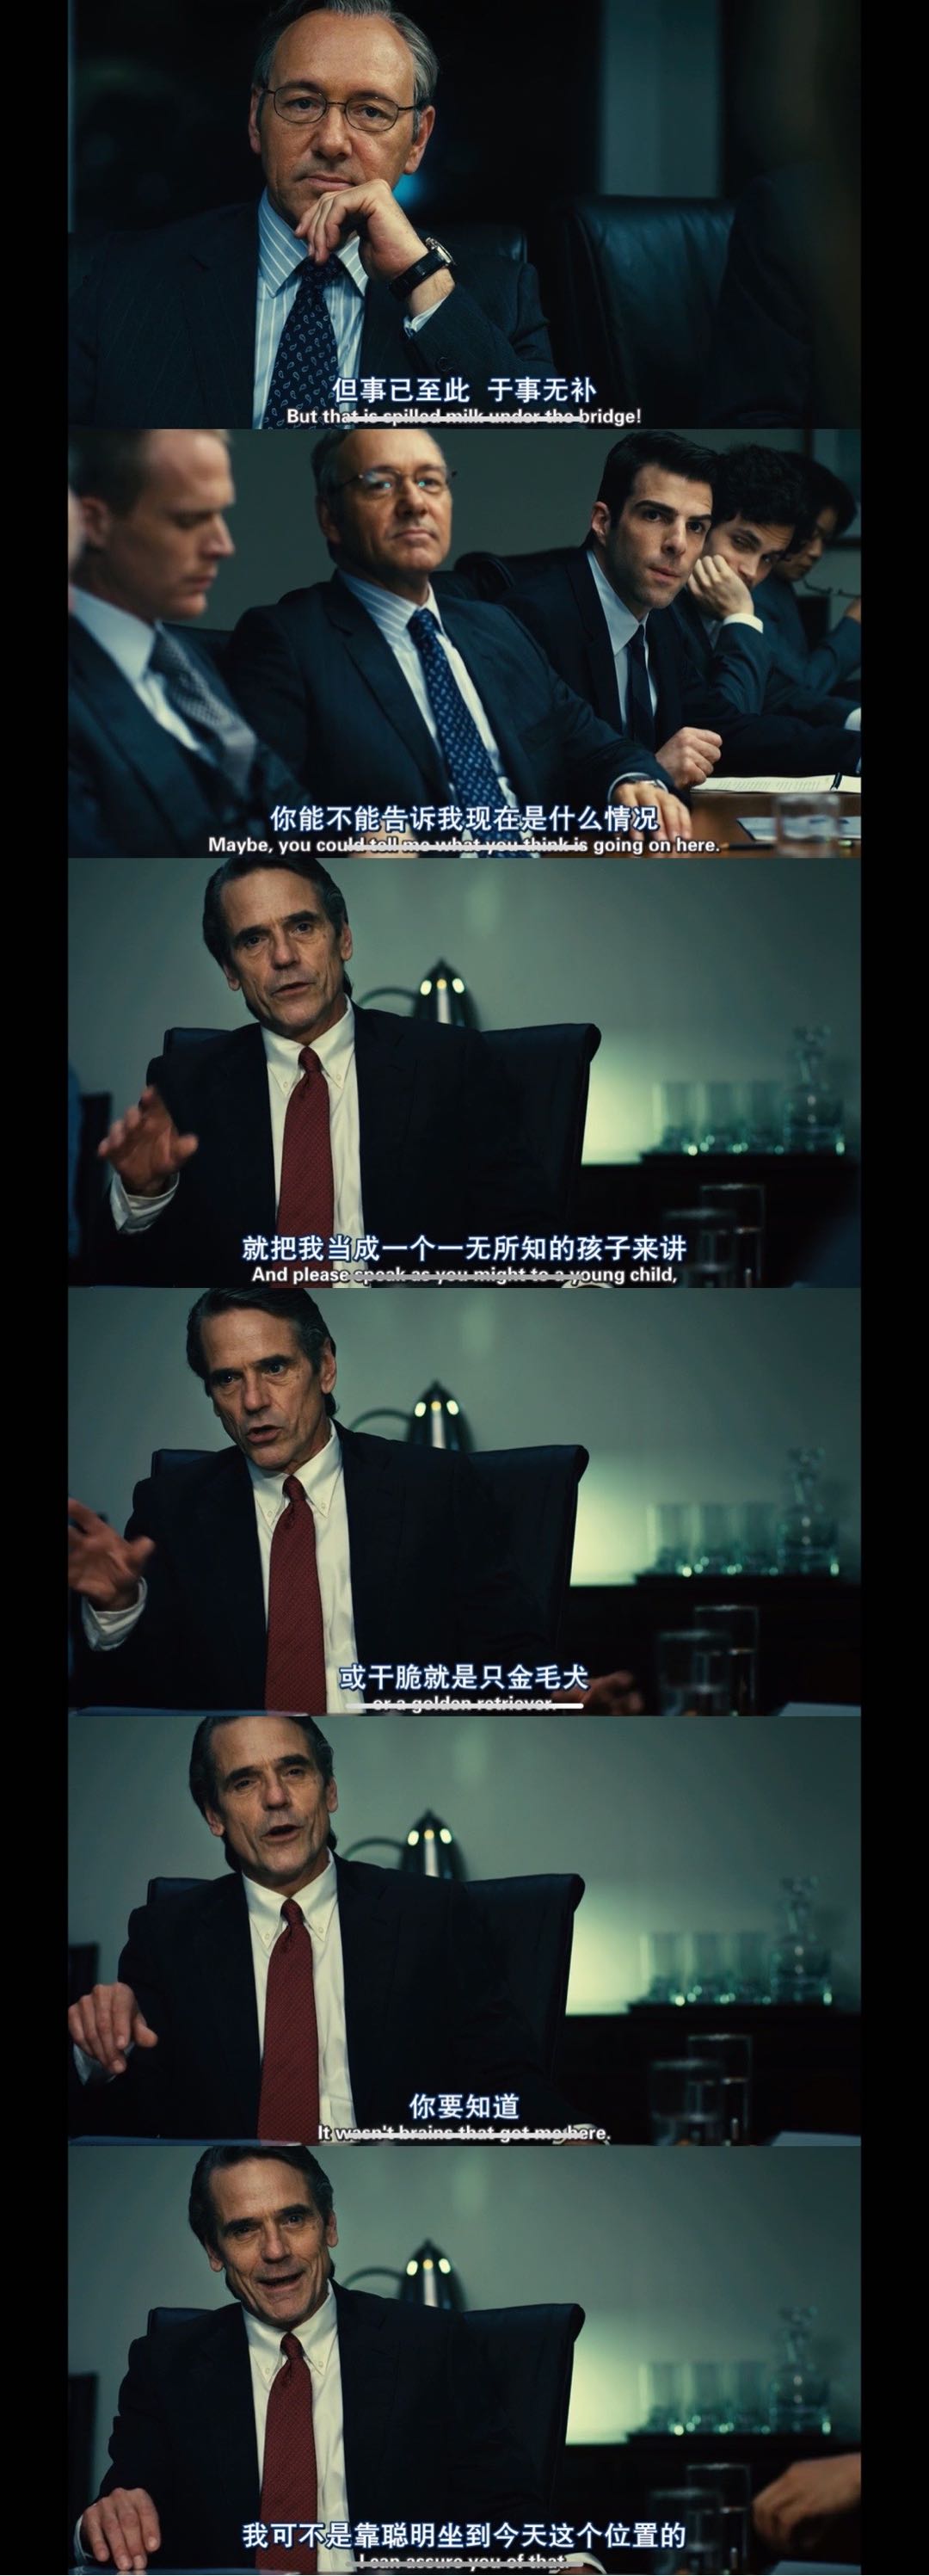 但事已至此 于事无补
But that is spilled milk under the bridge!
你能不能告诉我现在是什么情况
Maybe, you could tell me what you think is going on here.
就把我当成一个一无所知的孩子来讲
And please speak as you might to a young child,
或干脆就是只金毛犬
or a golden retriever.
你要知道
It wasn't brains that got me here.
我可不是靠聪明坐到今天这个位置的
I can assure you of that.